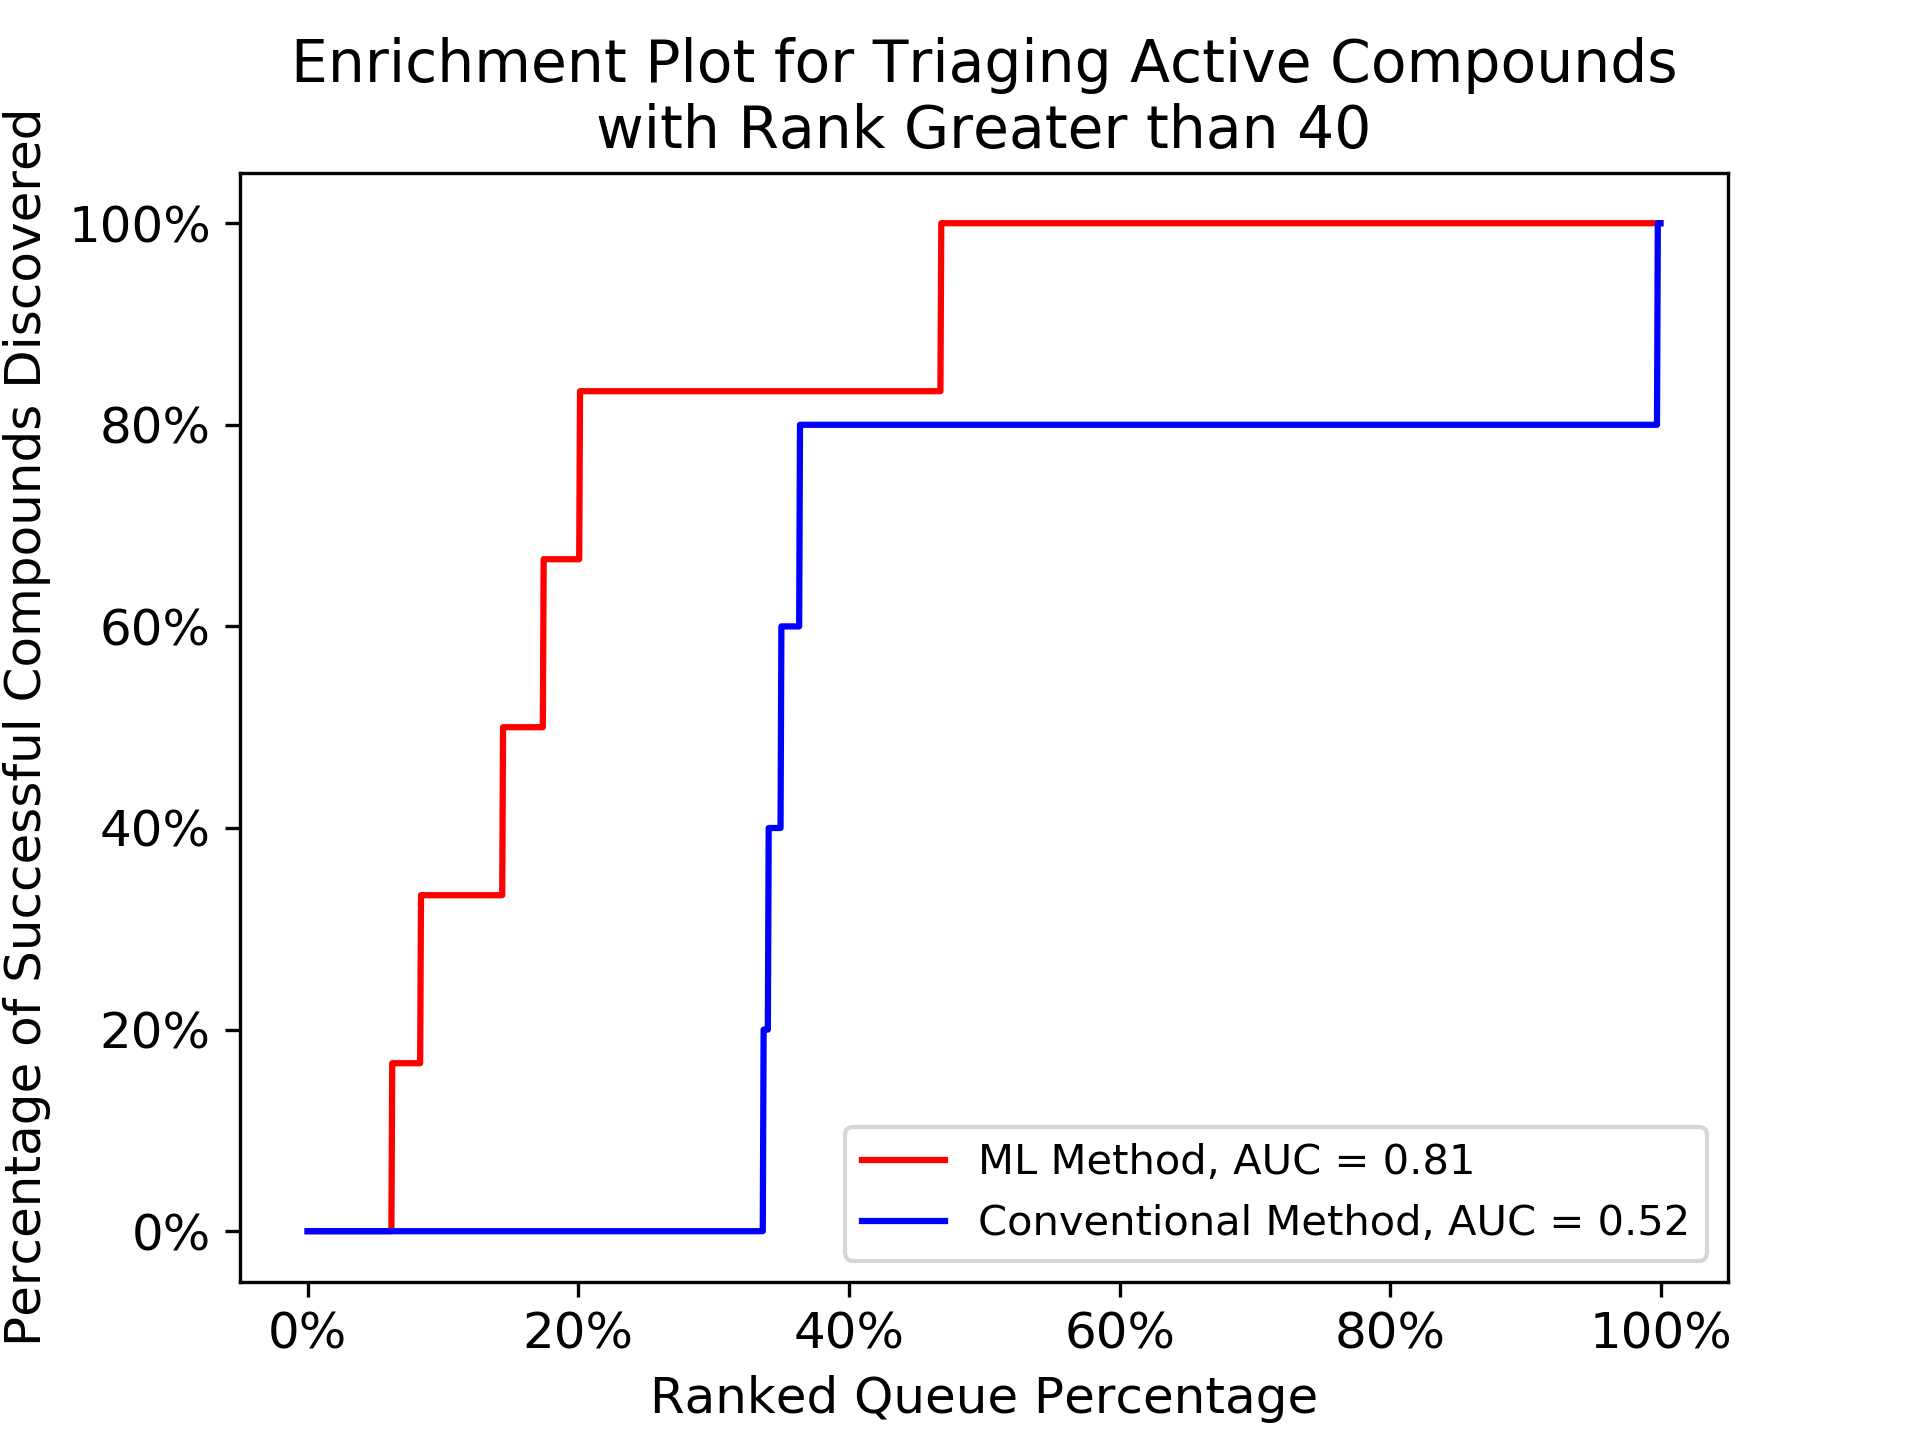 Enrichment Plot for Triaging Active Compounds
with Rank Greater than 40
Percentage of Successful Compounds Discovered
100%
80%
60%
40%
20%
0%
ML Method, AUC = 0.81
Conventional Method, AUC = 0.52
0%
20%
40%
60%
80%
100%
Ranked Queue Percentage